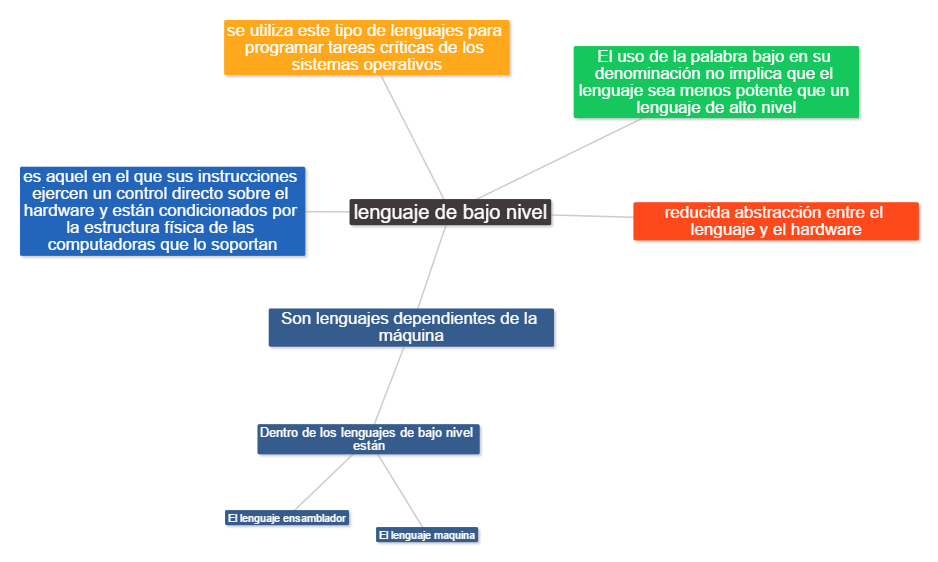 se utiliza este tipo de lenguajes para
programar tareas críticas de los
sistemas operativos
El uso de la palabra bajo en su
denominación no implica que el
lenguaje sea menos potente que un
lenguaje de alto nivel
es aquel en el que sus instrucciones
ejercen un control directo sobre el
hardware y están condicionados por
la estructura física de las
computadoras que lo soportan
lenguaje de bajo nivel
reducida abstracción entre el
lenguaje y el hardware
Son lenguajes dependientes de la
máquina
Dentro de los lenguajes de bajo nivel
están
El lenguaje ensamblador
El lenguaje maquina